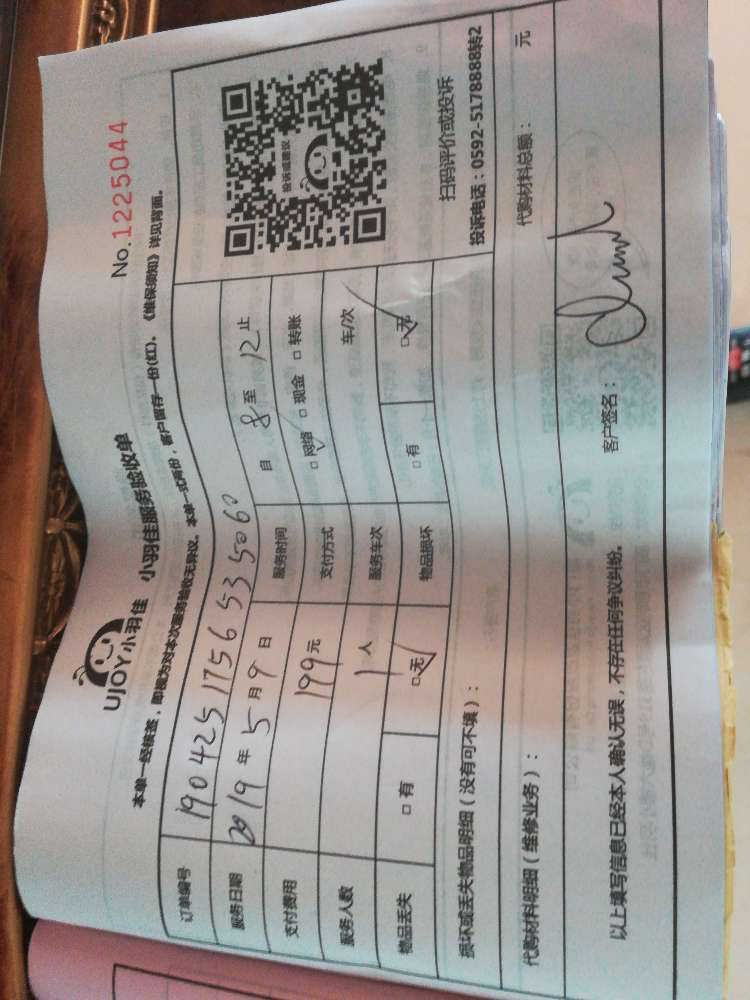 No.1225044
UJOY小羽佳 小羽佳服务验收单
本单一经核签，即视为对本次服务验收无异议。本单一式两份，客户留存一份(红)。《维保须知》详见背面。
订单编号 190425175653506​0
服务日期 2019年5月9日 服务时间 自8至12止
支付费用 199元 支付方式 □网络 □现金 □转账
服务人数 1人 服务车次 车/次
物品丢失 □有 □无 物品损坏 □有 □无
投诉或建议
扫码评价或投诉
投诉电话：0592-5178888转2
损坏或丢失物品明细（没有可不填）：
代购材料明细（维修业务）： 代购材料总额： 元
以上填写信息已经本人确认无误，不存在任何争议纠纷。 客户签名：